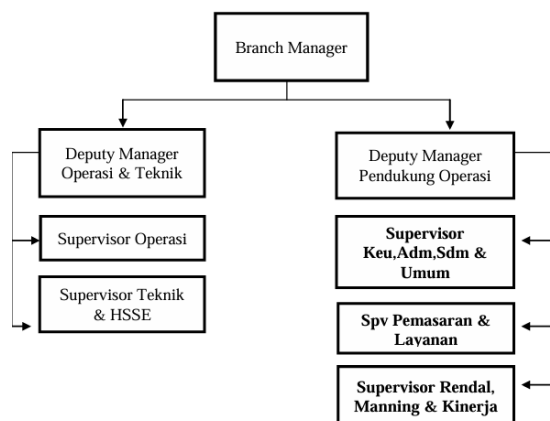 Branch Manager
Deputy Manager
Operasi & Teknik
Deputy Manager
Pendukung Operasi
Supervisor Operasi
Supervisor Teknik
& HSSE
Supervisor
Keu,Adm,Sdm &
Umum
Spv Pemasaran &
Layanan
Supervisor Rendal,
Manning & Kinerja